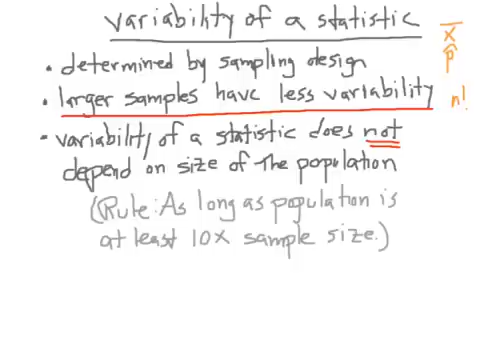 variability of a statistic
x̄
p̂
• determined by sampling design
• larger samples have less variability
n!
- variability of a statistic does not
depend on size of the population
(Rule: As long as population is
at least 10x sample size.)